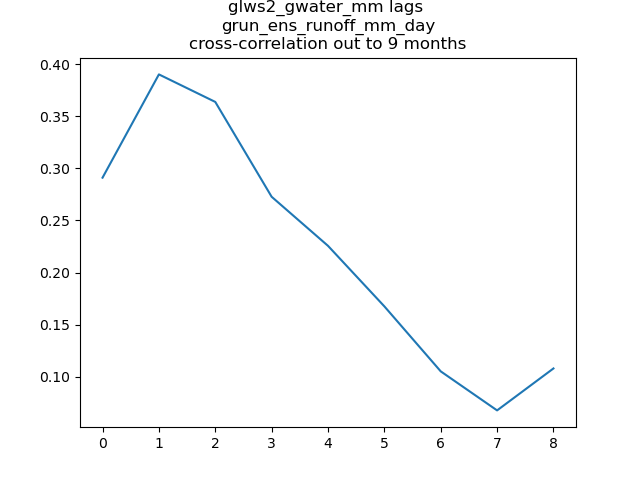 glws2_gwater_mm lags
grun_ens_runoff_mm_day
cross-correlation out to 9 months
0.40
0.35
0.30
0.25
0.20
0.15
0.10
0 1 2 3 4 5 6 7 8